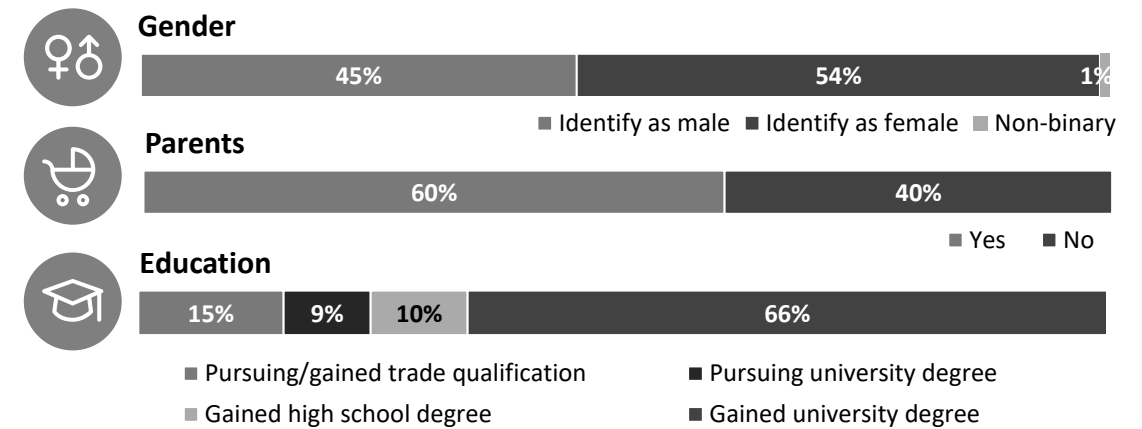 Gender
45% 54% 1%
Identify as male Identify as female Non-binary
Parents
60% 40%
Yes No
Education
15% 9% 10% 66%
Pursuing/gained trade qualification Pursuing university degree
Gained high school degree Gained university degree